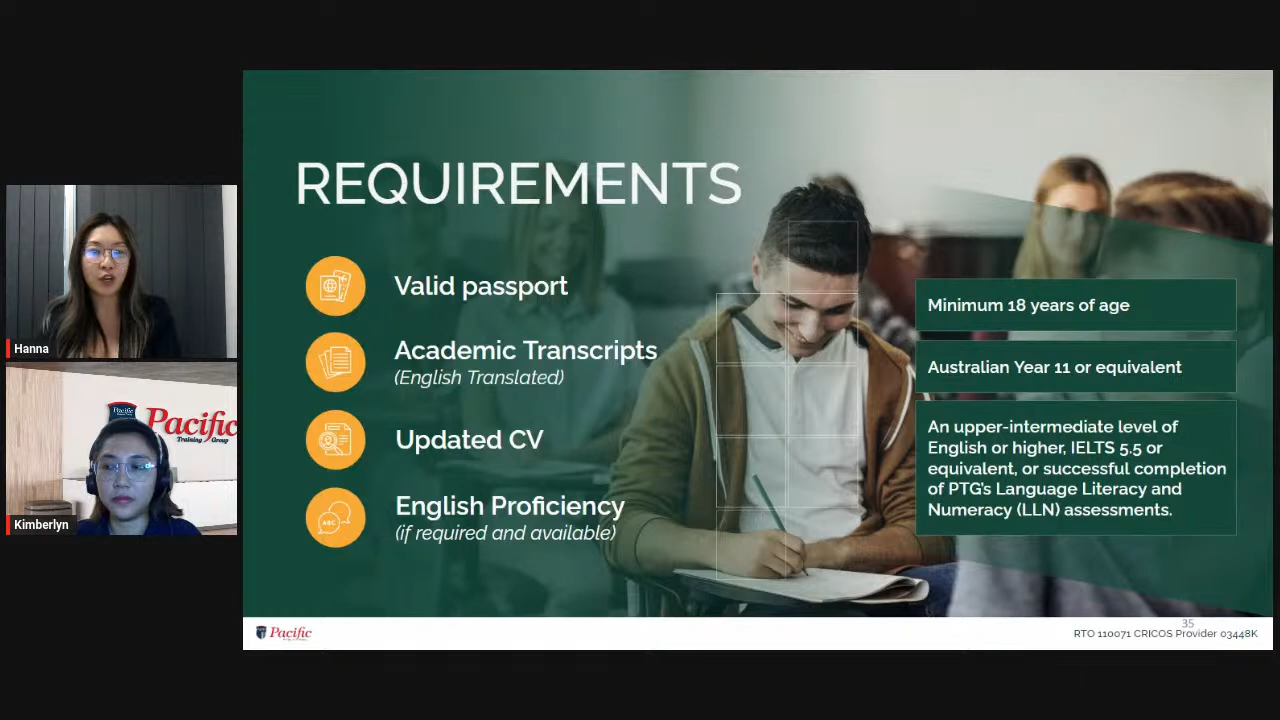 REQUIREMENTS
Valid passport
Academic Transcripts
(English Translated)
Updated CV
English Proficiency
(if required and available)
ABC
Minimum 18 years of age
Australian Year 11 or equivalent
An upper-intermediate level of
English or higher, IELTS 5.5 or
equivalent, or successful completion
of PTG's Language Literacy and
Numeracy (LLN) assessments.
Hanna
Pacific
Pacific
Training Group
Kimberlyn
Pacific
35
RTO 110071 CRICOS Provider 03448K